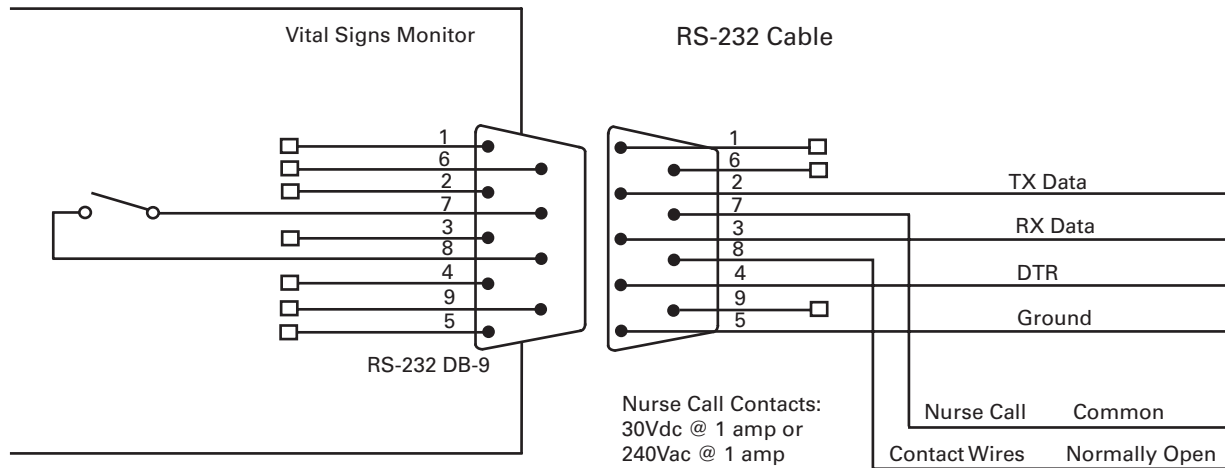 Vital Signs Monitor
RS-232 Cable
1
6
2
7
3
8
4
9
5
RS-232 DB-9
1
6
2
7
3
8
4
9
5
TX Data
RX Data
DTR
Ground
Nurse Call Contacts:
30Vdc @ 1 amp or
240Vac @ 1 amp
Nurse Call Common
Contact Wires Normally Open